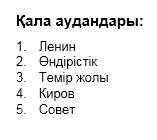 Қала аудандары:
1. Ленин
2. Өндірістік
3. Темір жолы
4. Киров
5. Совет